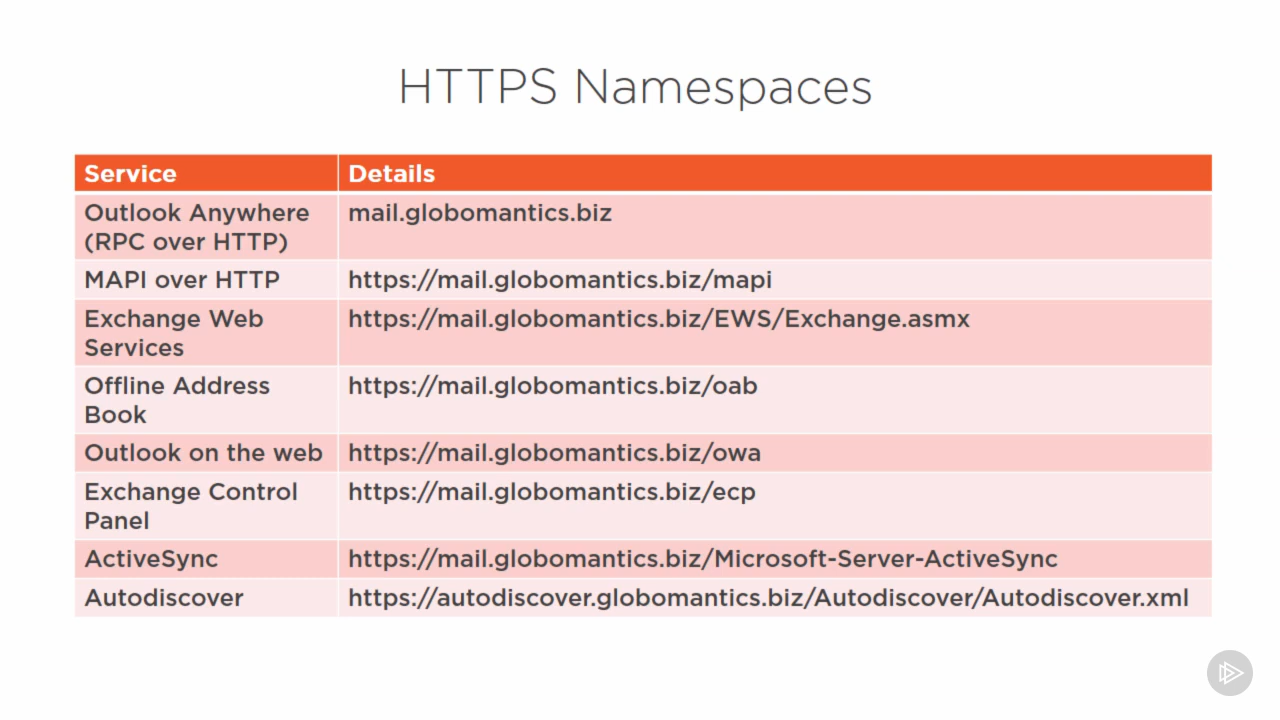 HTTPS Namespaces
Service
Details
Outlook Anywhere
(RPC over HTTP)
mail.globomantics.biz
MAPI over HTTP
https://mail.globomantics.biz/mapi
Exchange Web
Services
https://mail.globomantics.biz/EWS/Exchange.asmx
Offline Address
Book
https://mail.globomantics.biz/oab
Outlook on the web
https://mail.globomantics.biz/owa
Exchange Control
Panel
https://mail.globomantics.biz/ecp
ActiveSync
https://mail.globomantics.biz/Microsoft-Server-ActiveSync
Autodiscover
https://autodiscover.globomantics.biz/Autodiscover/Autodiscover.xml